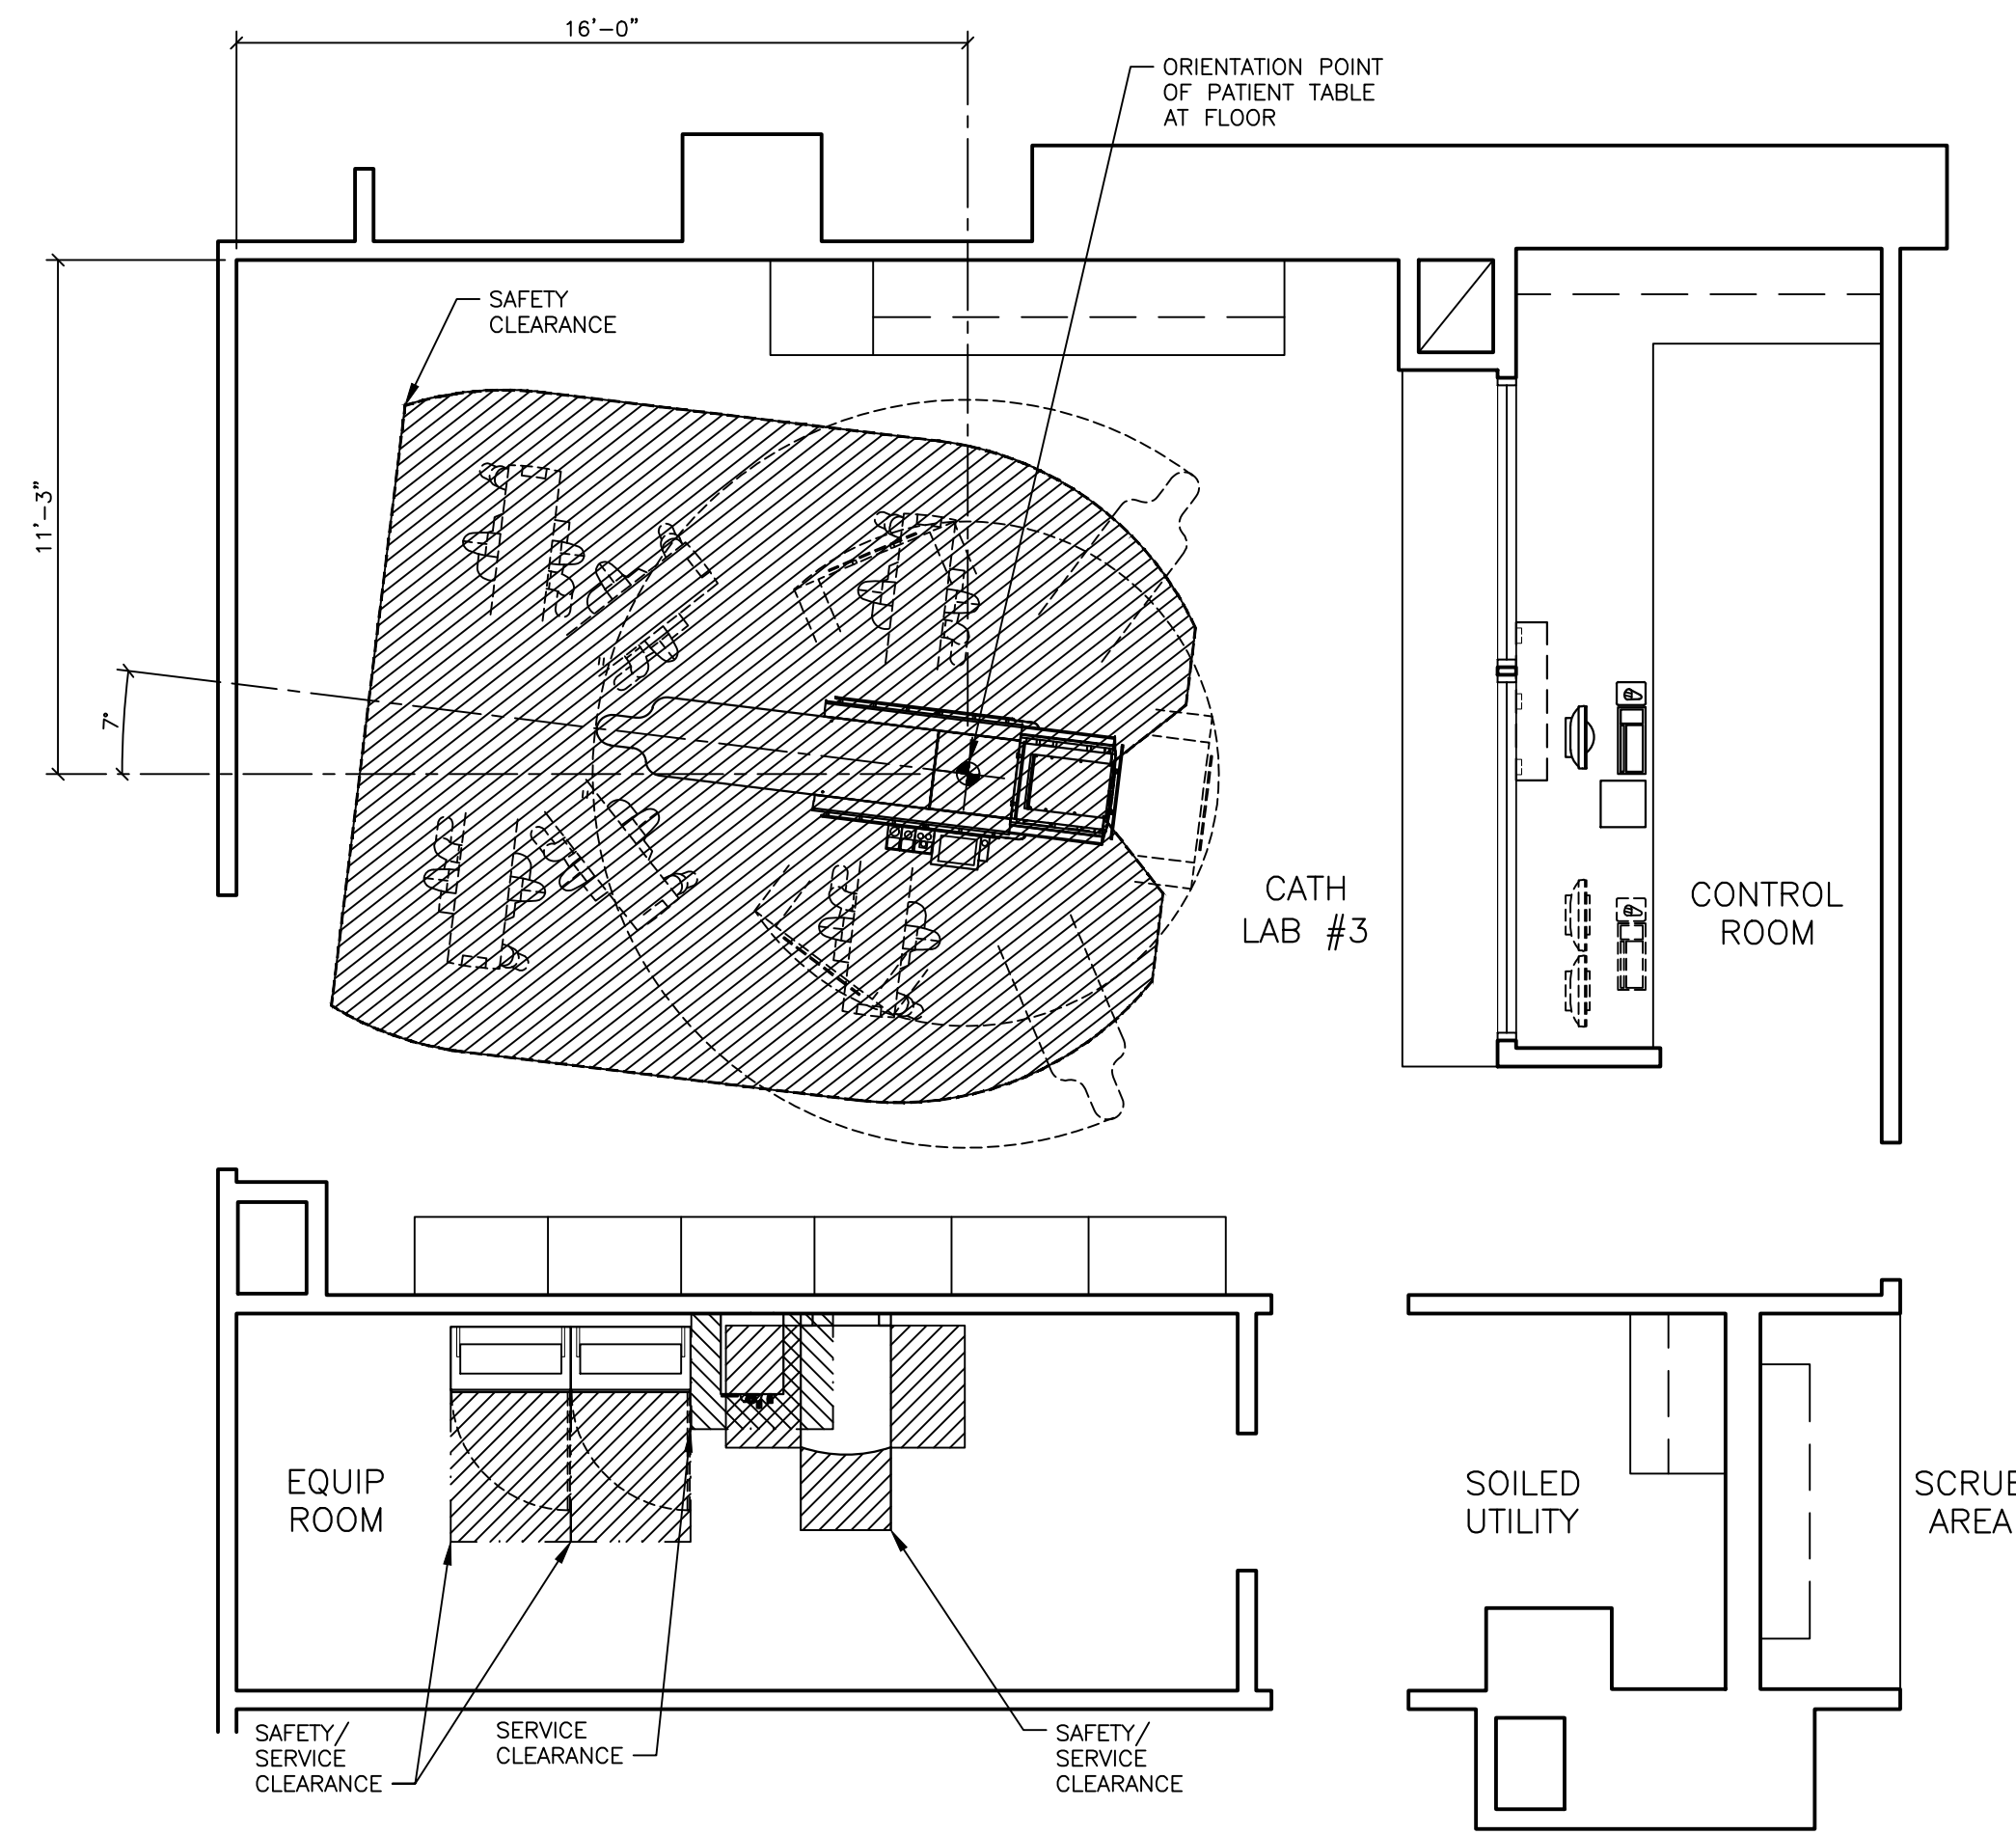 16'-0"
ORIENTATION POINT
OF PATIENT TABLE
AT FLOOR
SAFETY
CLEARANCE
11'-3"
7°
CATH
LAB #3
CONTROL
ROOM
EQUIP
ROOM
SOILED
UTILITY
SCRUB
AREA
SAFETY/
SERVICE
CLEARANCE
SERVICE
CLEARANCE
SAFETY/
SERVICE
CLEARANCE